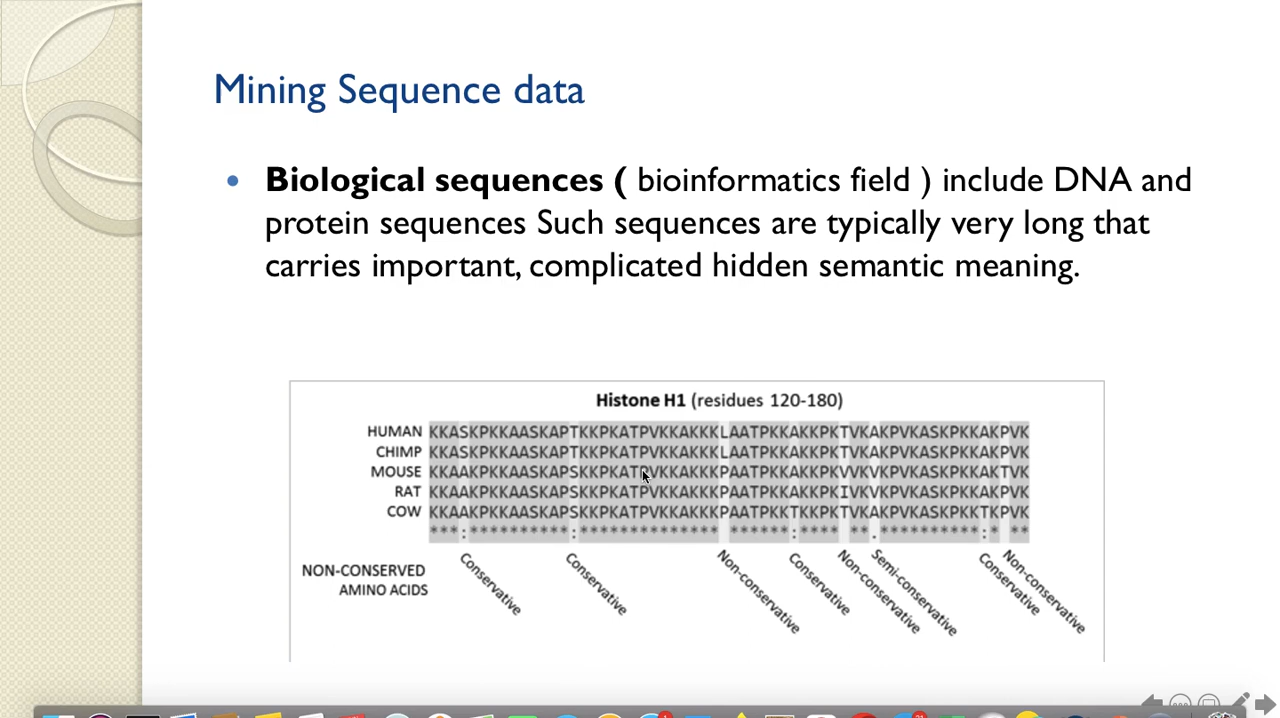 Mining Sequence data
• Biological sequences ( bioinformatics field ) include DNA and
protein sequences Such sequences are typically very long that
carries important, complicated hidden semantic meaning.
Histone H1 (residues 120-180)
HUMAN KKASKPKKAASKAPTKKPKATPVKKAKKKLAATPKKAKKPKTVKAKPVKASKPKKAKPVK
CHIMP KKASKPKKAASKAPTKKPKATPVKKAKKKLAATPKKAKKPKTVKAKPVKASKPKKAKPVK
MOUSE KKAAKPKKAASKAPSKKPKATPVKKAKKKPAATPKKAKKPKVVKVKPVKASKPKKAKTVK
RAT KKAAKPKKAASKAPSKKPKATPVKKAKKKPAATPKKAKKPKIVKVKPVKASKPKKAKPVK
COW KKAAKPKKAASKAPSKKPKATPVKKAKKKPAATPKKTKKPKTVKAKPVKASKPKKTKPVK
***:**********:************** ******:**** **.**********:* **
NON-CONSERVED
AMINO ACIDS
Conservative
Conservative
Non-conservative
Conservative
Non-conservative
Semi-conservative
Conservative
Non-conservative